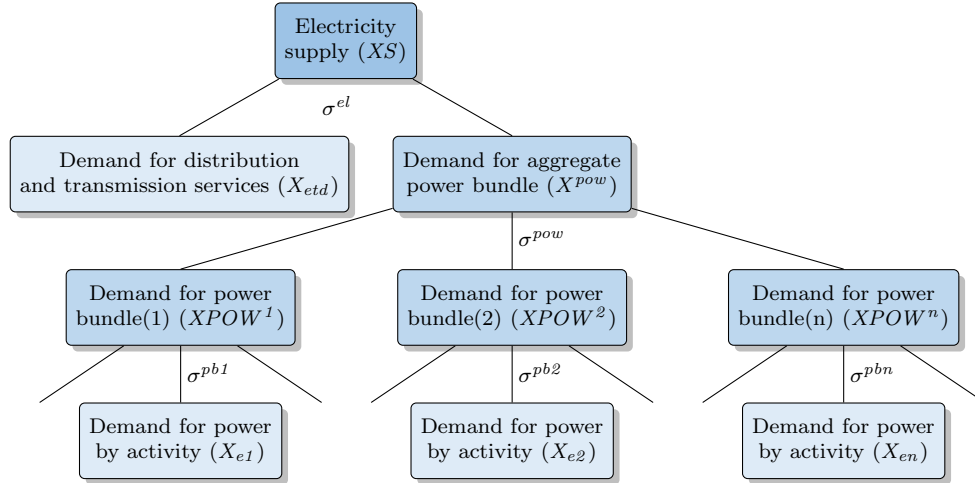 Electricity
supply (XS)
σ^el
Demand for distribution
and transmission services (X_etd)
Demand for aggregate
power bundle (X^pow)
σ^pow
Demand for power
bundle(1) (XPOW^1)
Demand for power
bundle(2) (XPOW^2)
Demand for power
bundle(n) (XPOW^n)
σ^pb1
σ^pb2
σ^pbn
Demand for power
by activity (X_e1)
Demand for power
by activity (X_e2)
Demand for power
by activity (X_en)